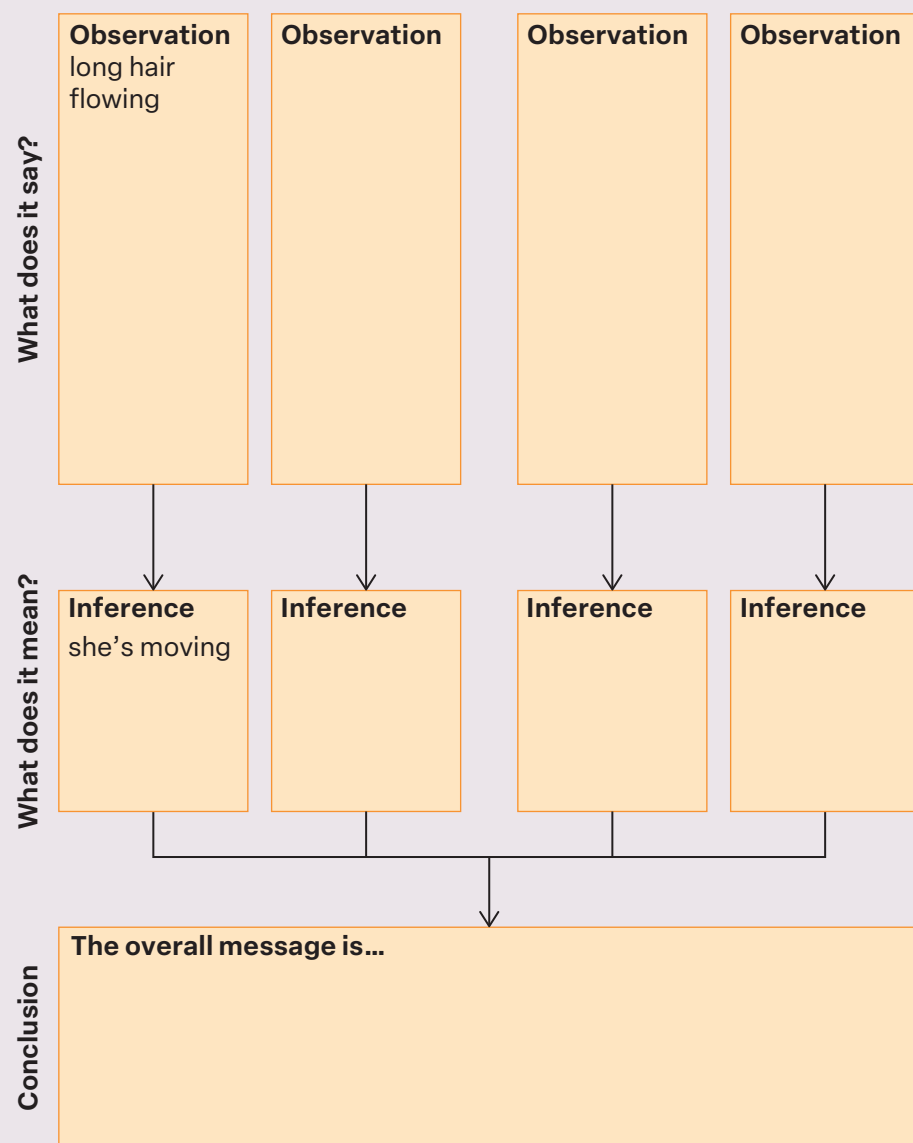 What does it say?
Observation
long hair
flowing
Observation
Observation
Observation
What does it mean?
Inference
she’s moving
Inference
Inference
Inference
Conclusion
The overall message is...